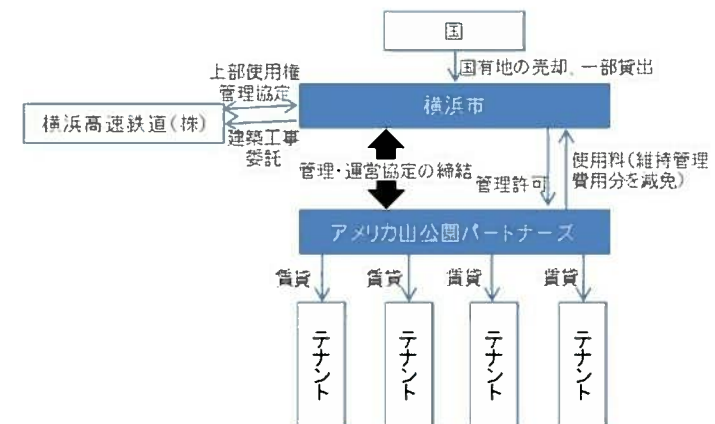 国
国有地の売却、一部貸出
上部使用権
管理協定
横浜市
横浜高速鉄道(株)
建築工事
委託
管理・運営協定の締結
管理許可
使用料(維持管理
費用分を減免)
アメリカ山公園パートナーズ
賃貸
賃貸
賃貸
賃貸
テナント
テナント
テナント
テナント